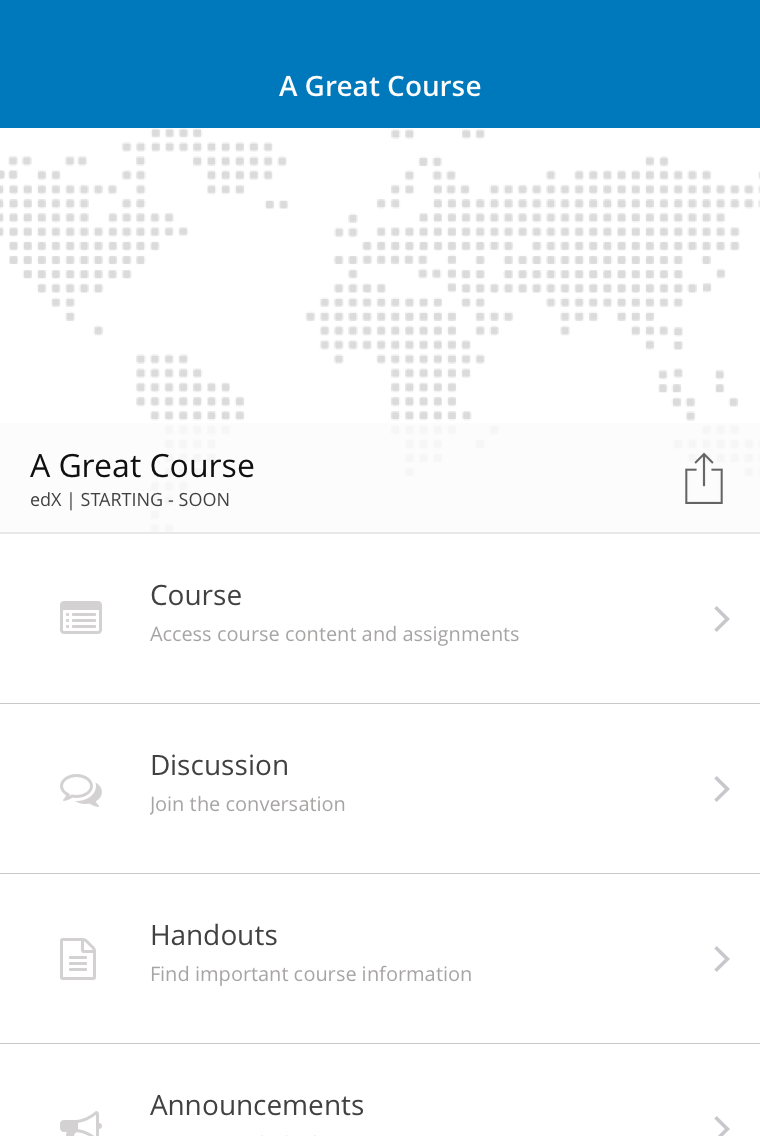 A Great Course
A Great Course
edX | STARTING - SOON
Course
Access course content and assignments
Discussion
Join the conversation
Handouts
Find important course information
Announcements